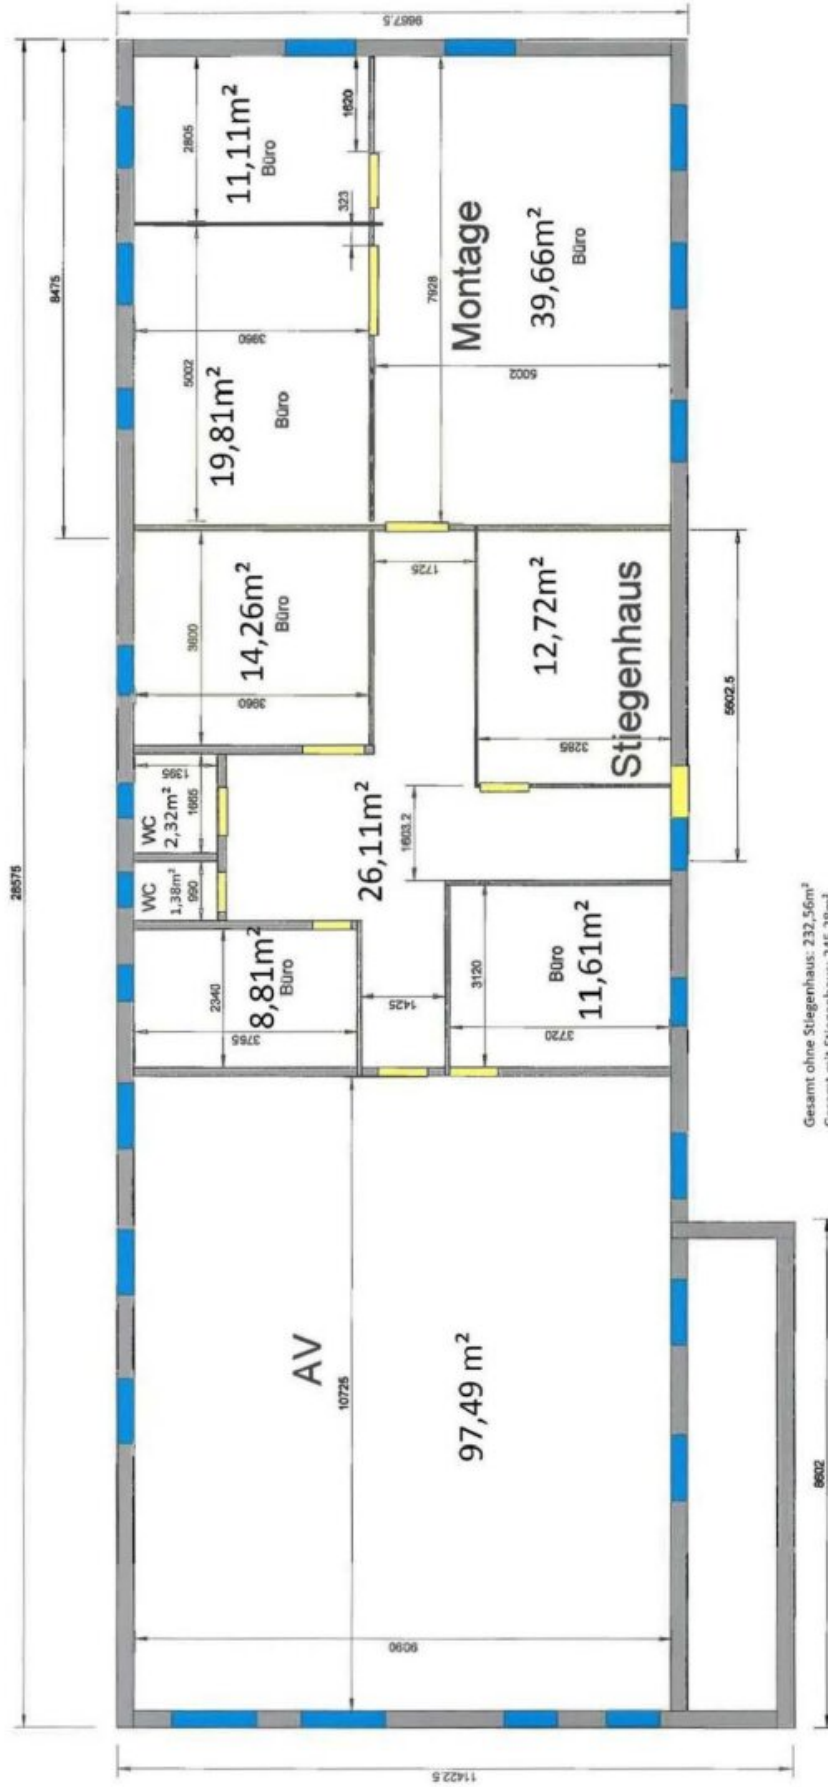 9667.5
28575
8475
2805
11,11m²
Büro
1620
323
5002
3960
19,81m²
Büro
7928
Montage
39,66m²
Büro
5002
3600
14,26m²
Büro
3960
1725
12,72m²
Stiegenhaus
3285
5602.5
1395
WC
2,32m²
1665
WC
1,38m²
990
26,11m²
1603.2
2340
8,81m²
Büro
3765
1425
3120
Büro
11,61m²
3720
AV
10725
97,49 m²
9090
Gesamt ohne Stiegenhaus: 232,56m²
8602
11422.5